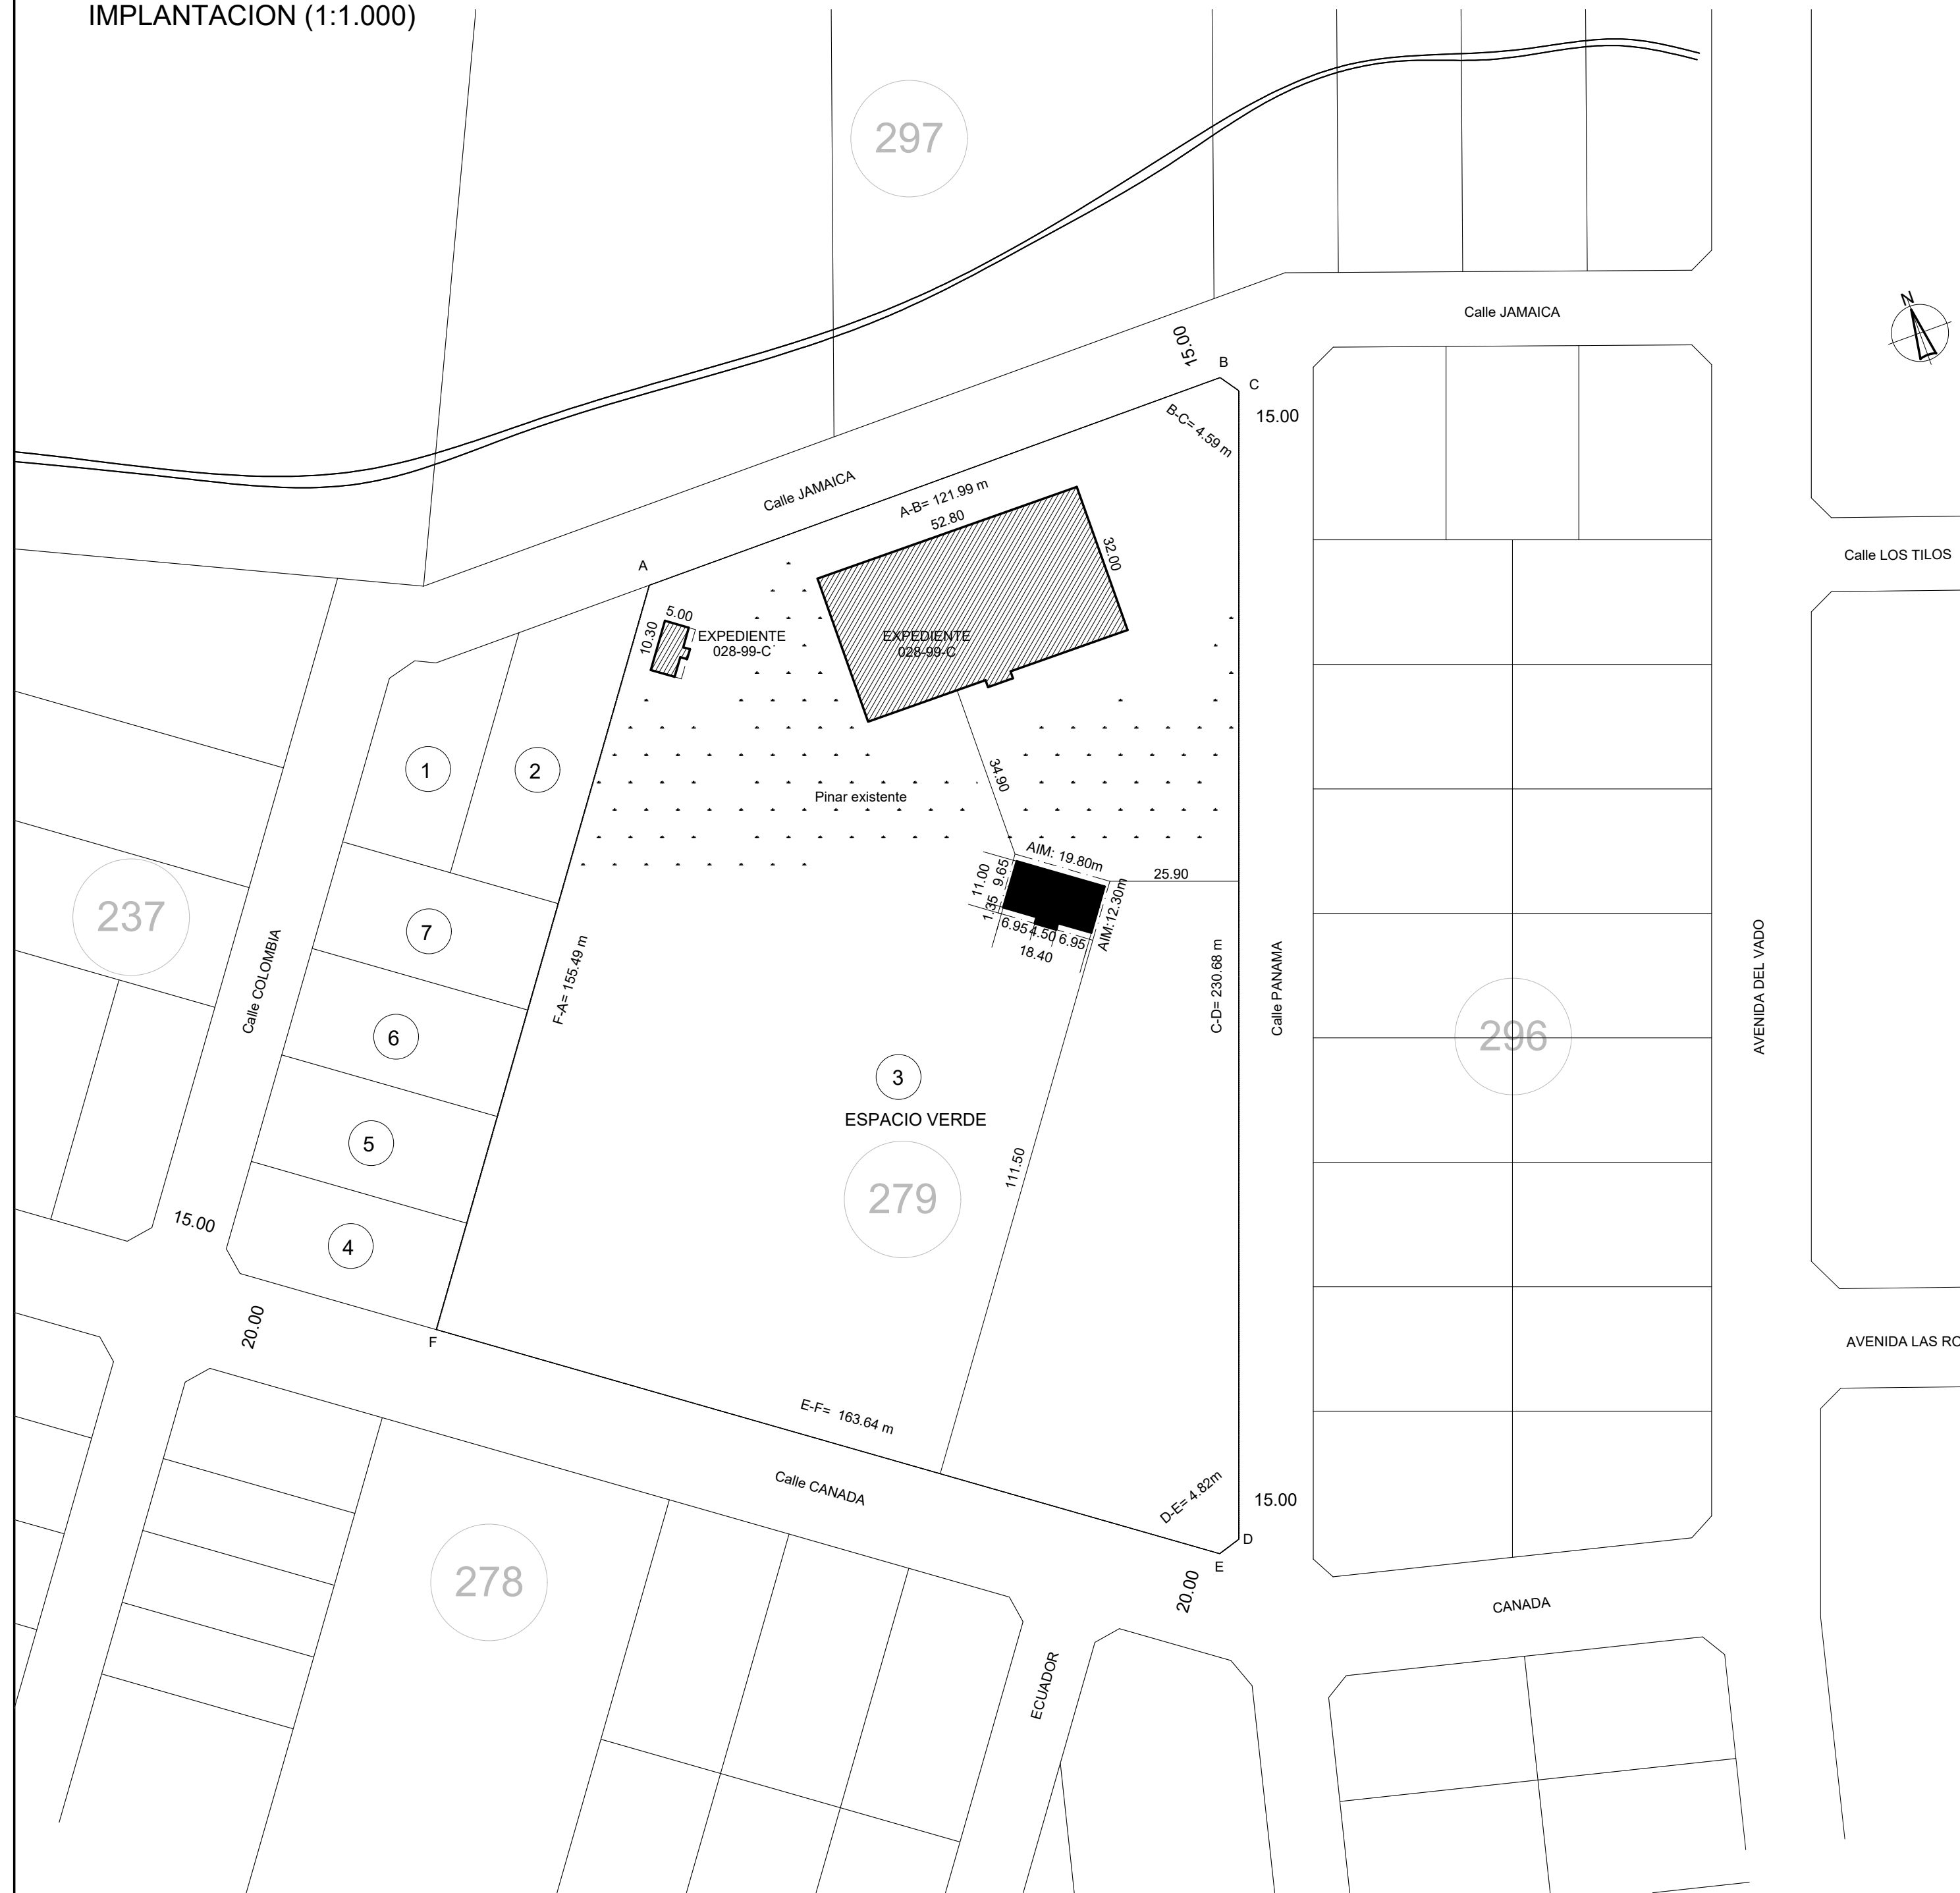 IMPLANTACION (1:1.000)
297
N
Calle JAMAICA
15.00
B
C
15.00
B-C= 4.59 m
Calle JAMAICA
A-B= 121.99 m
52.80
32.00
Calle LOS TILOS
A
5.00
10.30
EXPEDIENTE
028-99-C
EXPEDIENTE
028-99-C
1
2
34.90
Pinar existente
AIM: 19.80m
25.90
11.00
9.65
1.35
6.95
4.50
6.95
18.40
AIM:12.30m
237
7
Calle COLOMBIA
F-A= 155.49 m
C-D= 230.68 m
Calle PANAMA
AVENIDA DEL VADO
296
6
3
ESPACIO VERDE
5
111.50
279
15.00
4
20.00
F
AVENIDA LAS RO
E-F= 163.64 m
Calle CANADA
D-E= 4.82m
15.00
D
E
20.00
278
CANADA
ECUADOR